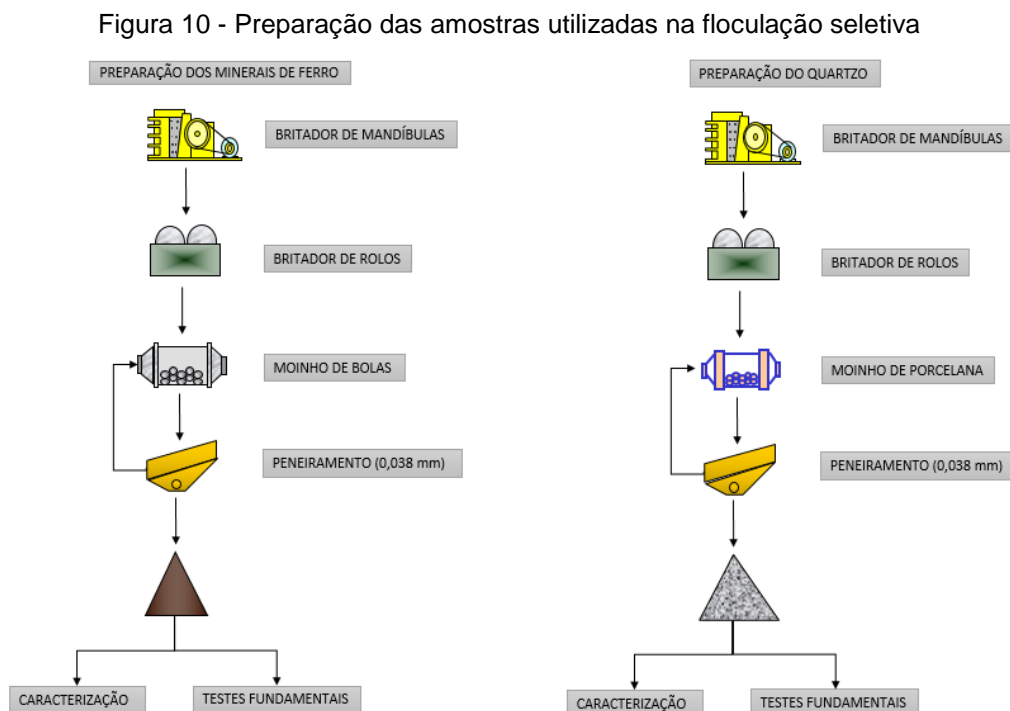 Figura 10 - Preparação das amostras utilizadas na floculação seletiva
PREPARAÇÃO DOS MINERAIS DE FERRO
BRITADOR DE MANDÍBULAS
BRITADOR DE ROLOS
MOINHO DE BOLAS
PENEIRAMENTO (0,038 mm)
CARACTERIZAÇÃO
TESTES FUNDAMENTAIS
PREPARAÇÃO DO QUARTZO
BRITADOR DE MANDÍBULAS
BRITADOR DE ROLOS
MOINHO DE PORCELANA
PENEIRAMENTO (0,038 mm)
CARACTERIZAÇÃO
TESTES FUNDAMENTAIS